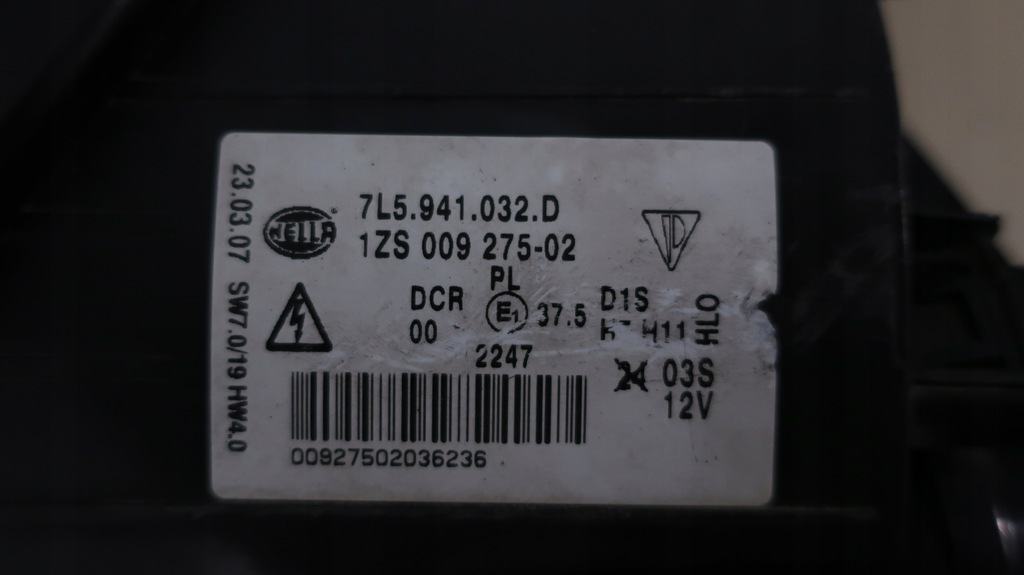 23.03.07 SW7.0/19 HW4.0
HELLA
7L5.941.032.D
1ZS 009 275-02
PL
DCR E1 37.5 D1S
00 H11 HLO
2247
24 03S
12V
00927502036236